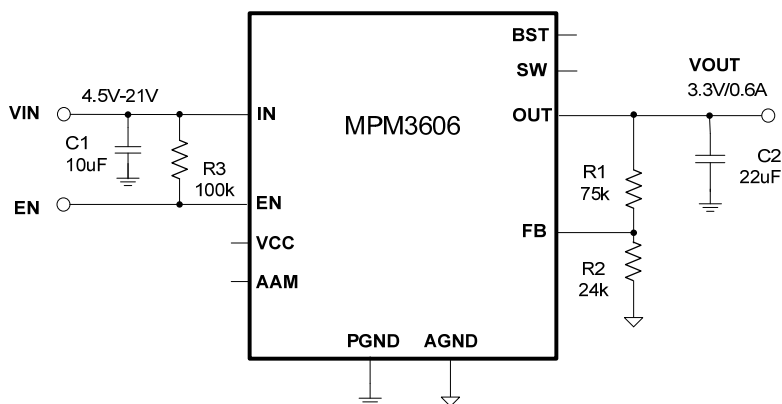 BST
SW
VOUT
3.3V/0.6A
4.5V-21V
VIN
IN
MPM3606
OUT
C1
10uF
R3
100k
R1
75k
C2
22uF
EN
EN
FB
VCC
R2
24k
AAM
PGND
AGND